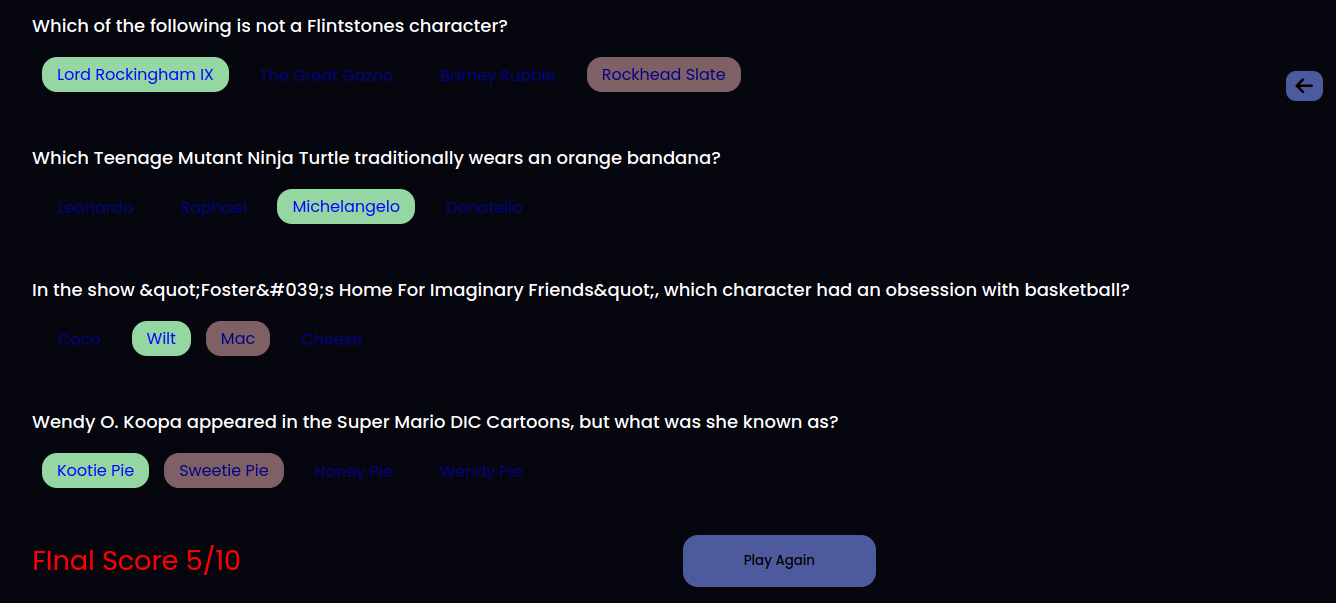 Which of the following is not a Flintstones character?
Lord Rockingham IX The Great Gazoo Barney Rubble Rockhead Slate
Which Teenage Mutant Ninja Turtle traditionally wears an orange bandana?
Leonardo Raphael Michelangelo Donatello
In the show &quot;Foster&#039;s Home For Imaginary Friends&quot;, which character had an obsession with basketball?
Coco Wilt Mac Cheese
Wendy O. Koopa appeared in the Super Mario DIC Cartoons, but what was she known as?
Kootie Pie Sweetie Pie Honey Pie Wendy Pie
FInal Score 5/10 Play Again